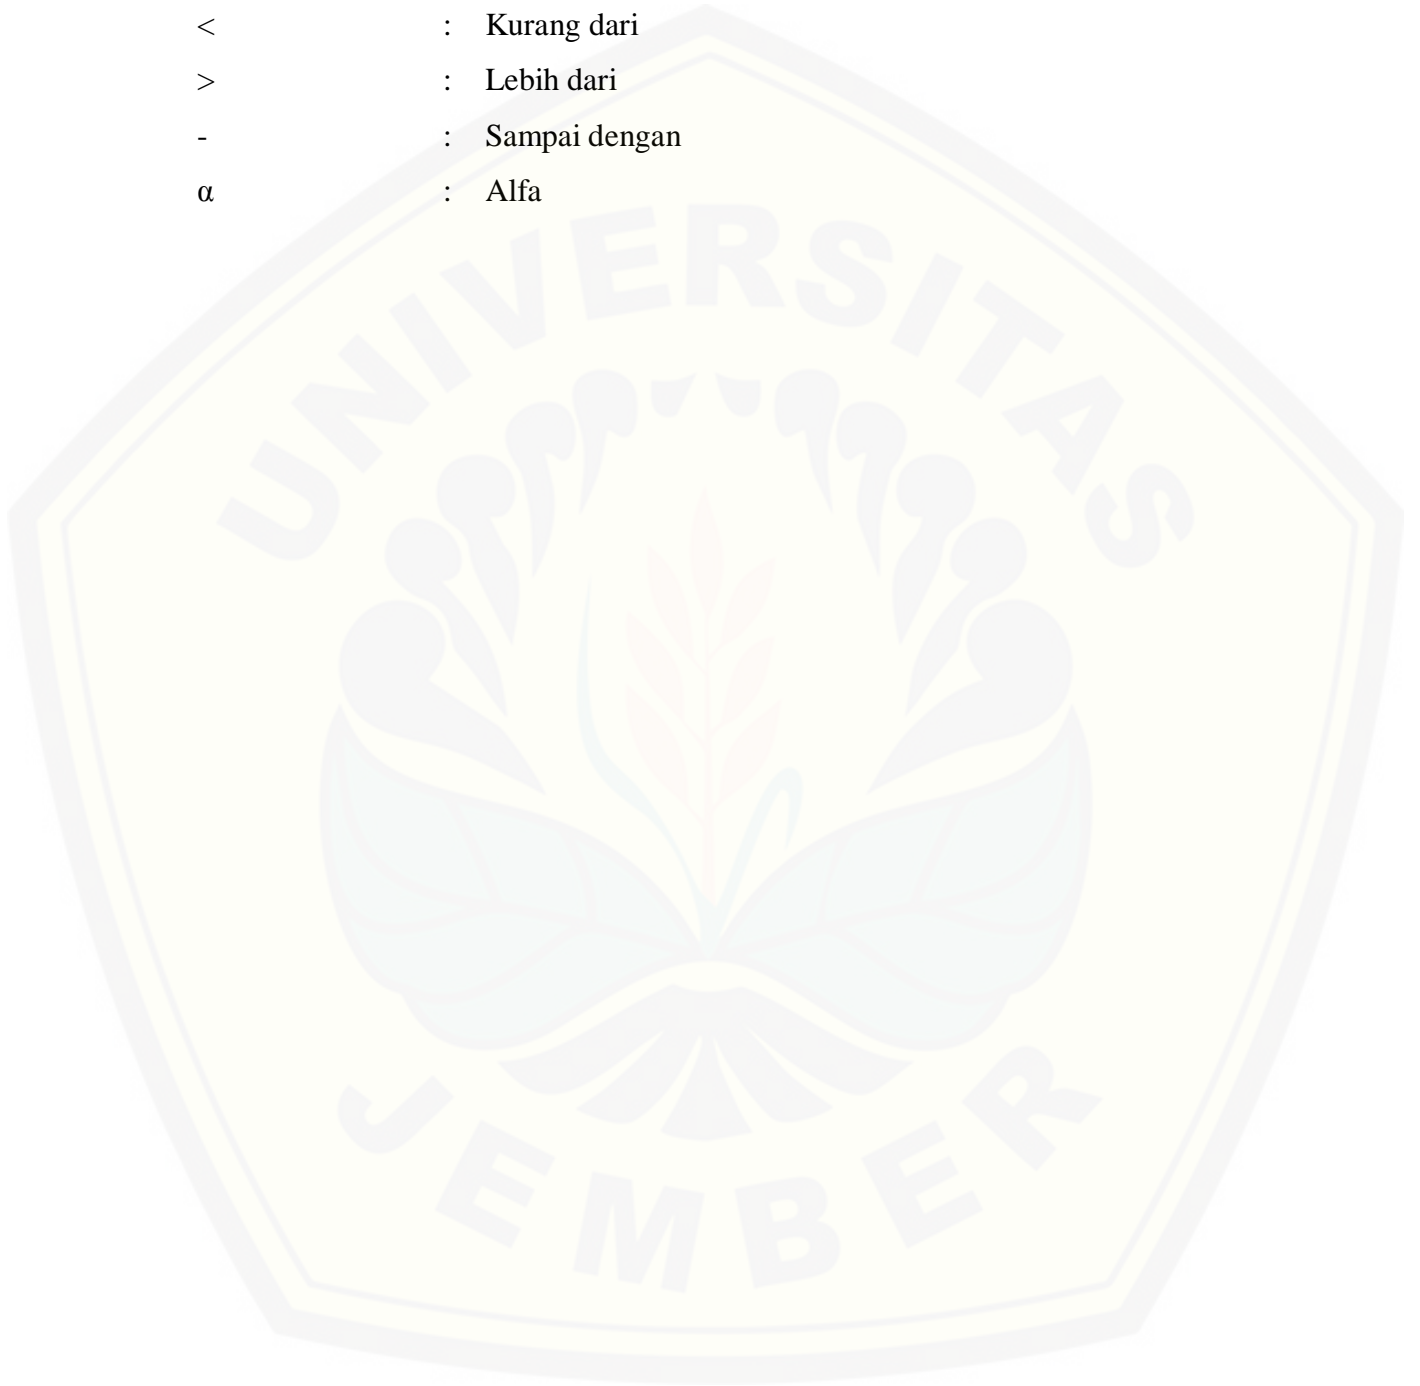 < : Kurang dari
> : Lebih dari
- : Sampai dengan
α : Alfa
UNIVERSITAS
JEMBER